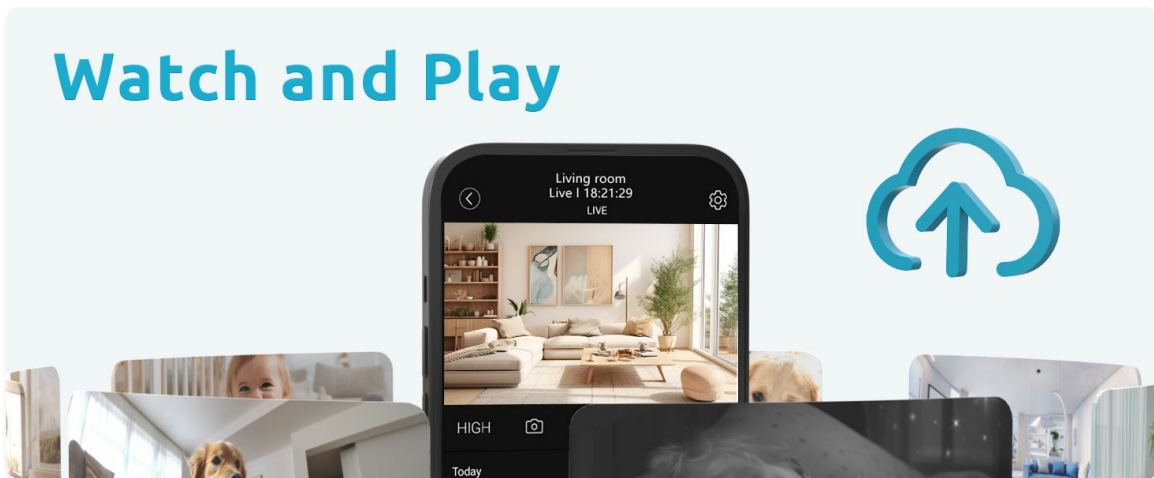 Watch and Play
Living room
Live | 18:21:29
LIVE
HIGH
Today